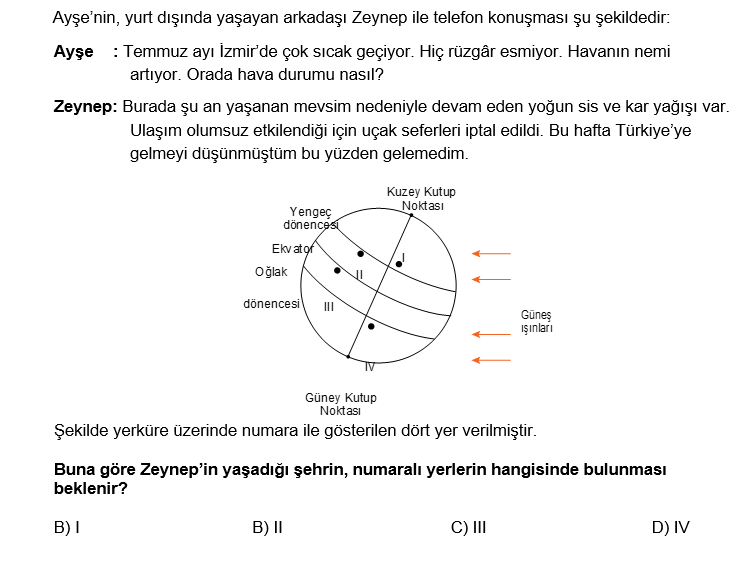 Ayşe’nin, yurt dışında yaşayan arkadaşı Zeynep ile telefon konuşması şu şekildedir:
Ayşe : Temmuz ayı İzmir’de çok sıcak geçiyor. Hiç rüzgâr esmiyor. Havanın nemi
artıyor. Orada hava durumu nasıl?
Zeynep: Burada şu an yaşanan mevsim nedeniyle devam eden yoğun sis ve kar yağışı var.
Ulaşım olumsuz etkilendiği için uçak seferleri iptal edildi. Bu hafta Türkiye’ye
gelmeyi düşünmüştüm bu yüzden gelemedim.
Kuzey Kutup
Noktası
Yengeç
dönencesi
Ekvator
Oğlak
dönencesi
I
II
III
IV
Güneş
ışınları
Güney Kutup
Noktası
Şekilde yerküre üzerinde numara ile gösterilen dört yer verilmiştir.
Buna göre Zeynep’in yaşadığı şehrin, numaralı yerlerin hangisinde bulunması
beklenir?
B) I B) II C) III D) IV